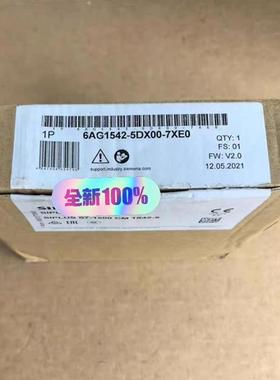 1P 6AG1542-5DX00-7XE0
QTY: 1
FS: 01
support.industry.siemens.com
FW: V2.0
12.05.2021
全新100%
SIPLUS S7-1500 CM 1542-5
CE